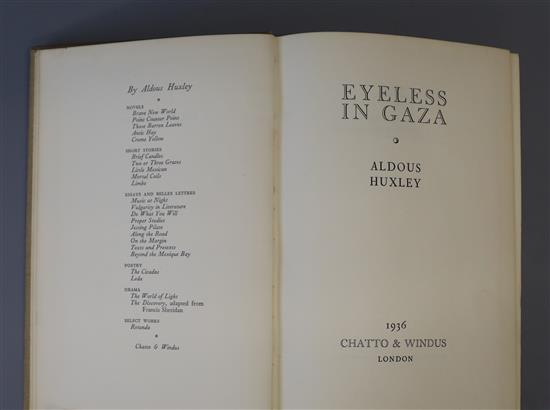 By Aldous Huxley
NOVELS
Brave New World
Point Counter Point
Those Barren Leaves
Antic Hay
Crome Yellow
SHORT STORIES
Brief Candles
Two or Three Graces
Little Mexican
Mortal Coils
Limbo
ESSAYS AND BELLES LETTRES
Music at Night
Vulgarity in Literature
Do What You Will
Proper Studies
Jesting Pilate
Along the Road
On the Margin
Texts and Pretexts
Beyond the Mexique Bay
POETRY
The Cicadas
Leda
DRAMA
The World of Light
The Discovery, adapted from
Francis Sheridan
SELECT WORKS
Rotunda
Chatto & Windus
EYELESS
IN GAZA
ALDOUS
HUXLEY
1936
CHATTO & WINDUS
LONDON